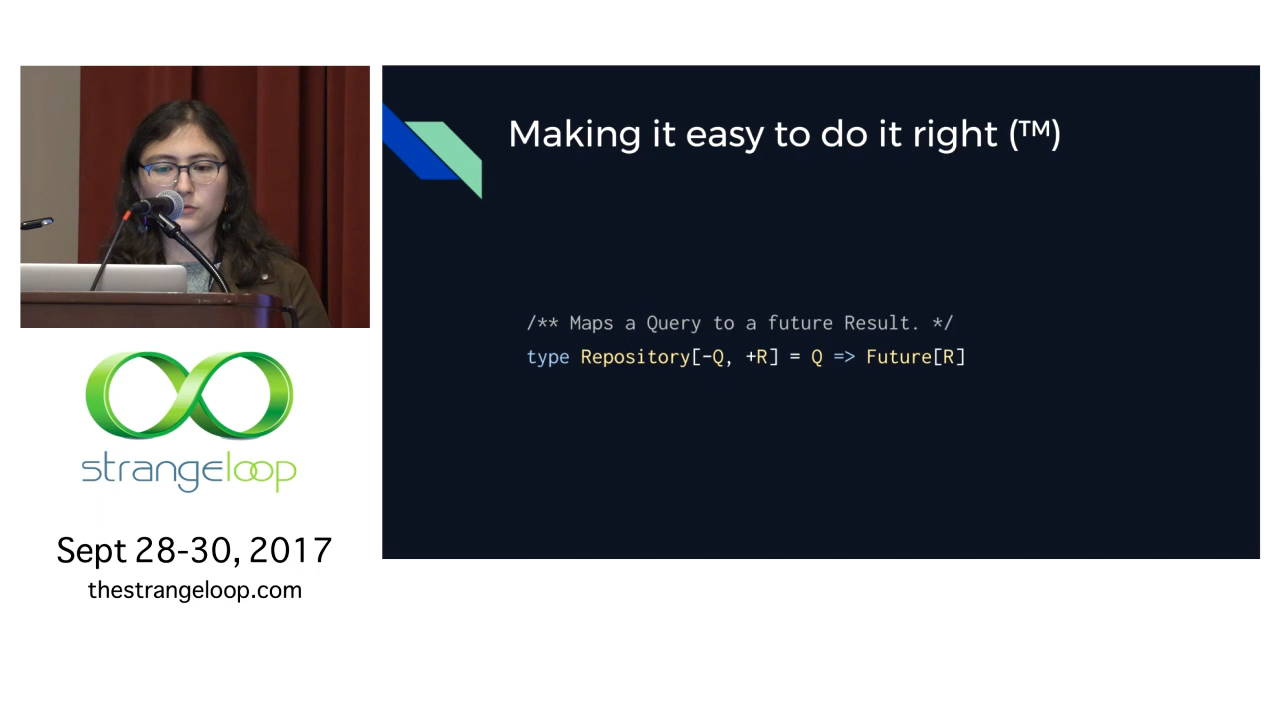 Making it easy to do it right (™)
/** Maps a Query to a future Result. */
type Repository[-Q, +R] = Q => Future[R]
strangeloop
Sept 28-30, 2017
thestrangeloop.com